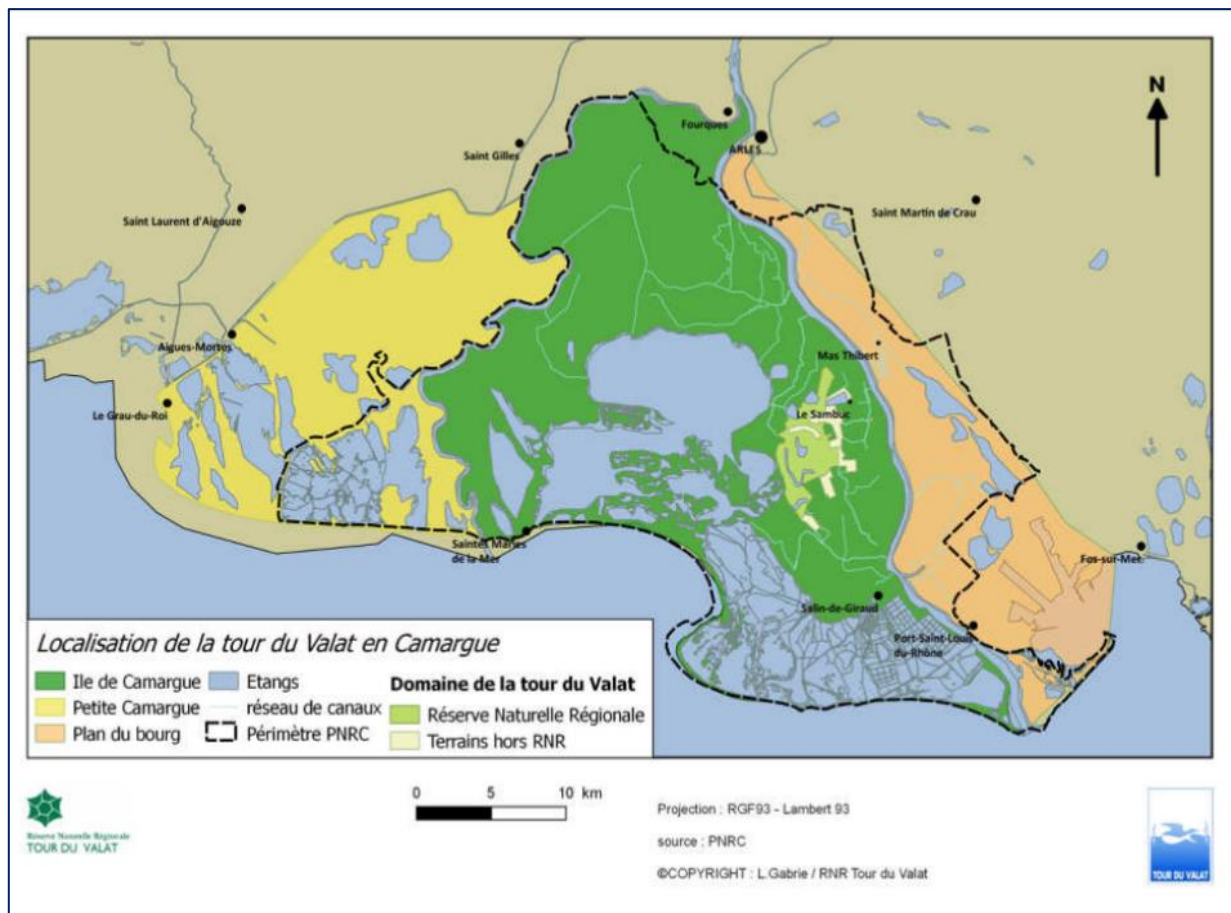 N
Fourques
ARLES
Saint Gilles
Saint Laurent d'Aigouze
Saint Martin de Crau
Aigues-Mortes
Mas Thibert
Le Grau-du-Roi
Le Sambuc
Saintes Maries
de la Mer
Fos-sur-Mer
Salin-de-Giraud
Port-Saint-Louis
du-Rhône
Localisation de la tour du Valat en Camargue
Ile de Camargue
Petite Camargue
Plan du bourg
Etangs
réseau de canaux
Périmètre PNRC
Domaine de la tour du Valat
Réserve Naturelle Régionale
Terrains hors RNR
0 5 10 km
Réserve Naturelle Régionale
TOUR DU VALAT
Projection : RGF93 - Lambert 93
source : PNRC
©COPYRIGHT : L.Gabrie / RNR Tour du Valat
TOUR DU VALAT